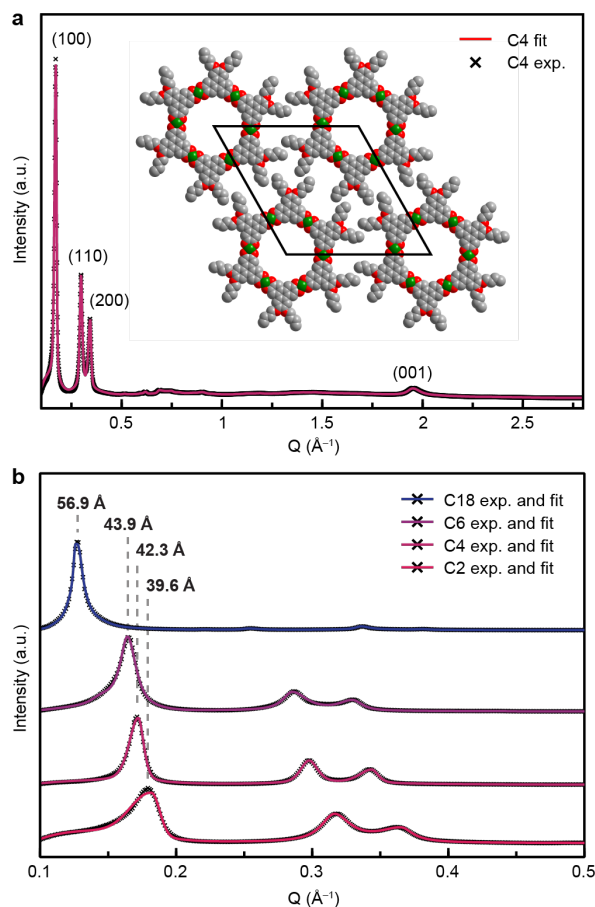 a
(100)
C4 fit
C4 exp.
(110)
(200)
(001)
Intensity (a.u.)
0.5 1 1.5 2 2.5
Q (Å⁻¹)
b
56.9 Å
43.9 Å
42.3 Å
39.6 Å
C18 exp. and fit
C6 exp. and fit
C4 exp. and fit
C2 exp. and fit
Intensity (a.u.)
0.1 0.2 0.3 0.4 0.5
Q (Å⁻¹)